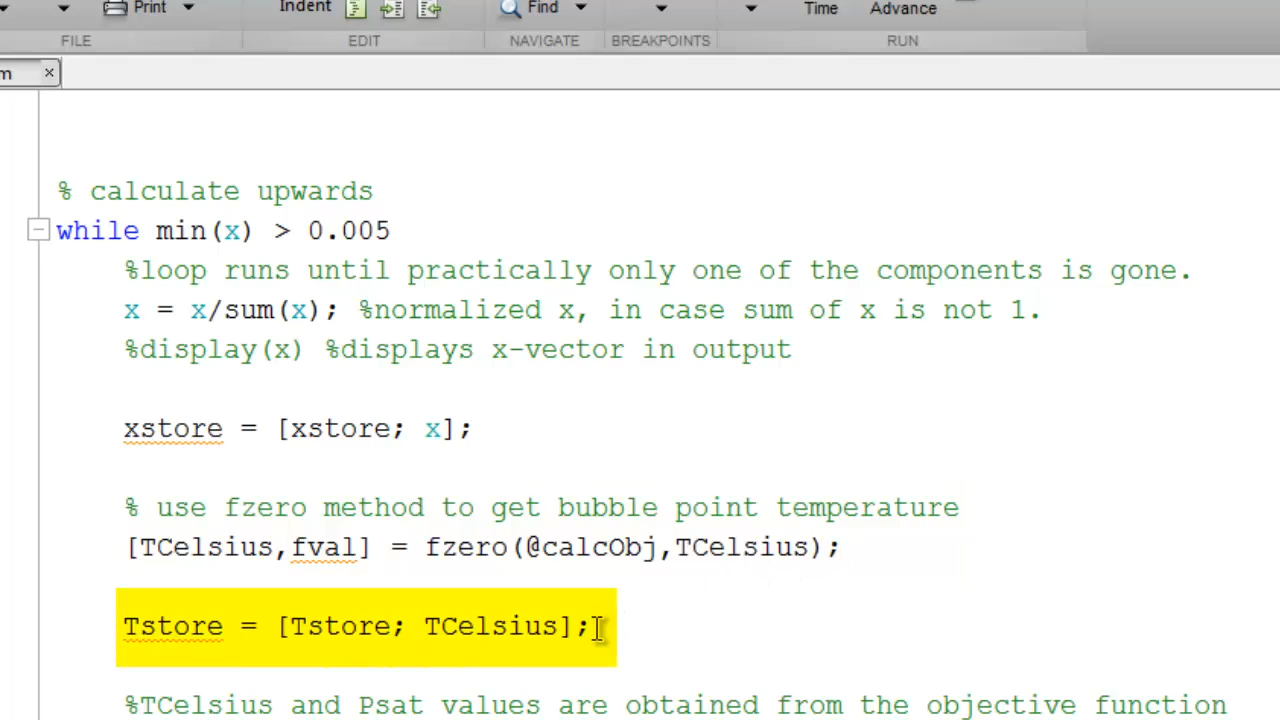 Print Indent Find Time Advance
FILE EDIT NAVIGATE BREAKPOINTS RUN
m ×
% calculate upwards
while min(x) > 0.005
%loop runs until practically only one of the components is gone.
x = x/sum(x); %normalized x, in case sum of x is not 1.
%display(x) %displays x-vector in output
xstore = [xstore; x];
% use fzero method to get bubble point temperature
[TCelsius,fval] = fzero(@calcObj,TCelsius);
Tstore = [Tstore; TCelsius];
%TCelsius and Psat values are obtained from the objective function